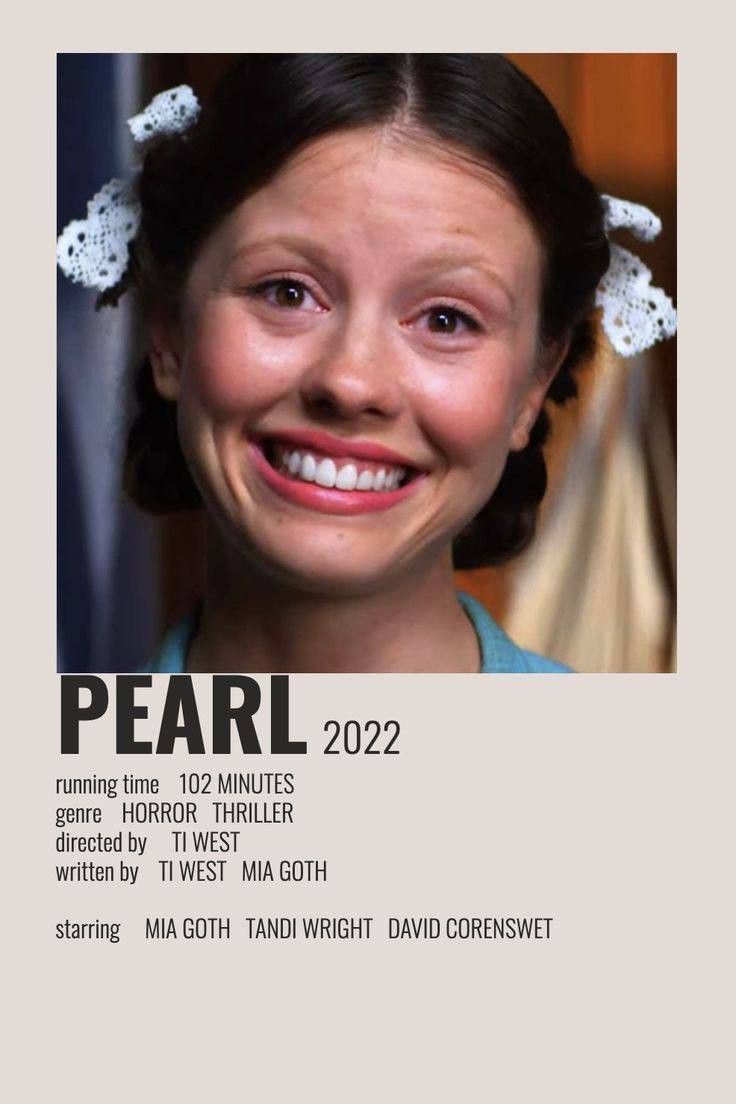 PEARL 2022
running time 102 MINUTES
genre HORROR THRILLER
directed by TI WEST
written by TI WEST MIA GOTH
starring MIA GOTH TANDI WRIGHT DAVID CORENSWET